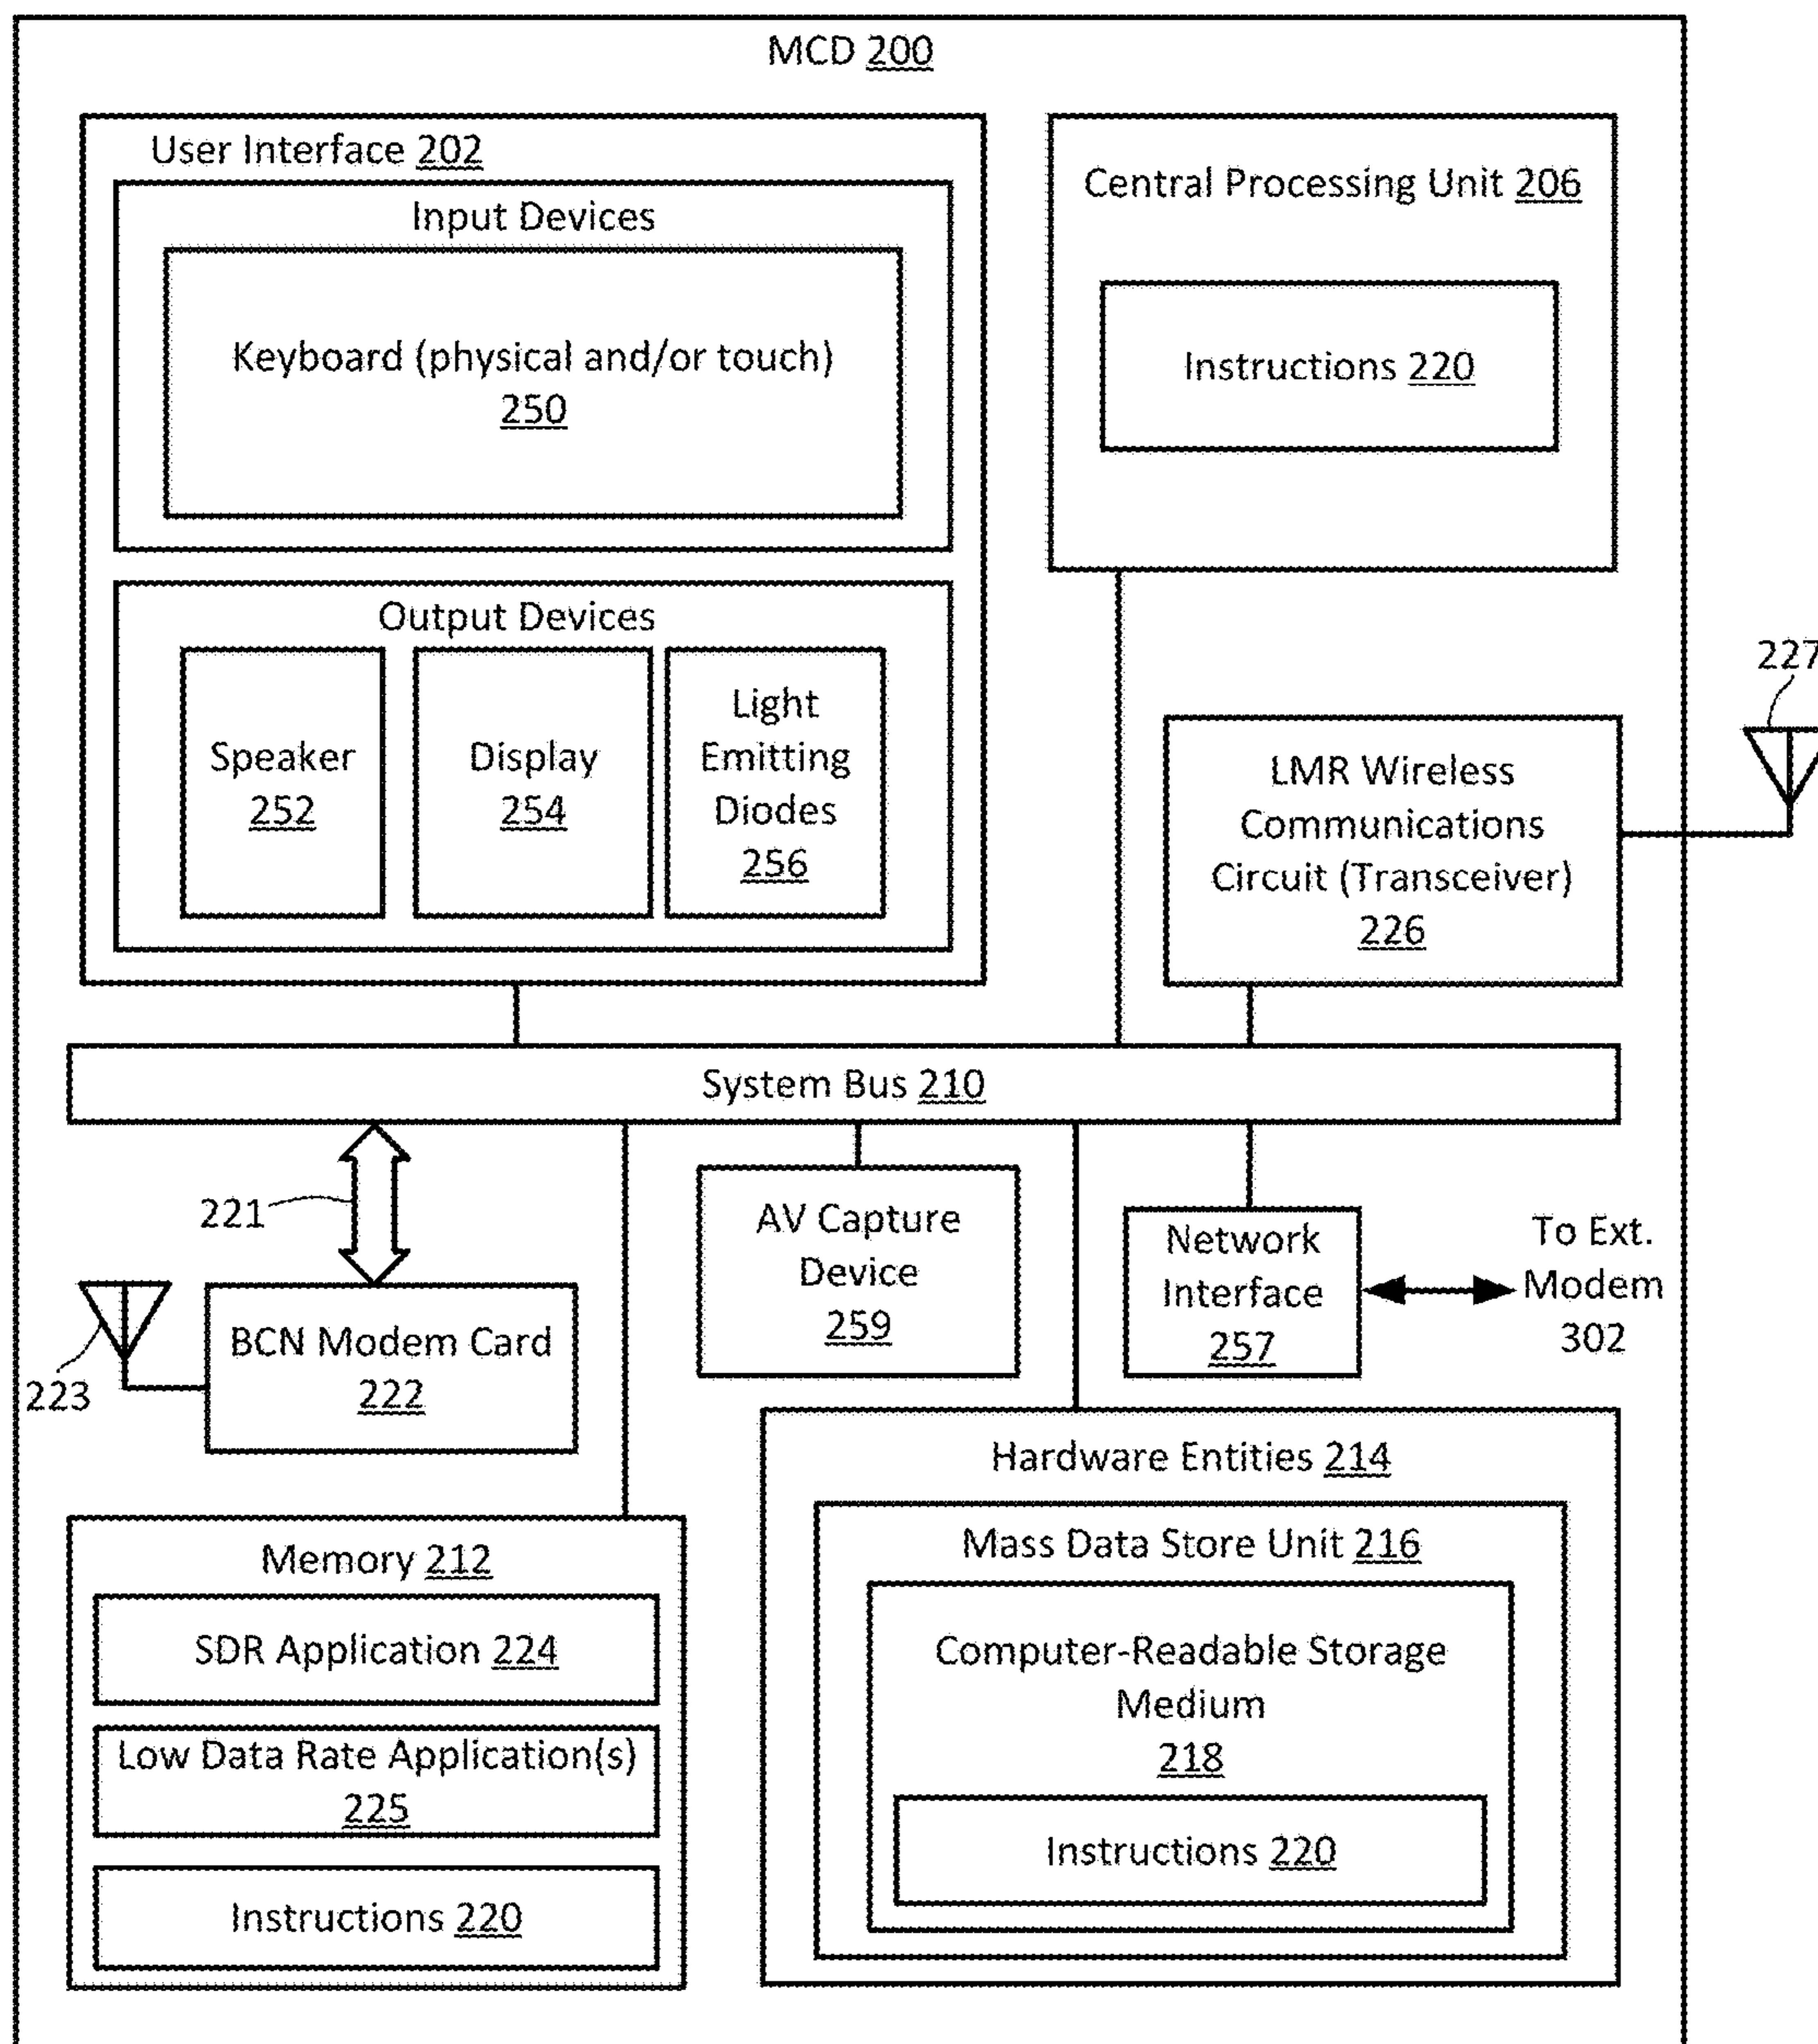 MCD 200
User Interface 202
Input Devices
Keyboard (physical and/or touch)
250
Output Devices
Speaker
252
Display
254
Light
Emitting
Diodes
256
Central Processing Unit 206
Instructions 220
227
LMR Wireless
Communications
Circuit (Transceiver)
226
System Bus 210
221
223
BCN Modem Card
222
AV Capture
Device
259
Network
Interface
257
To Ext.
Modem
302
Memory 212
SDR Application 224
Low Data Rate Application(s)
225
Instructions 220
Hardware Entities 214
Mass Data Store Unit 216
Computer-Readable Storage
Medium
218
Instructions 220